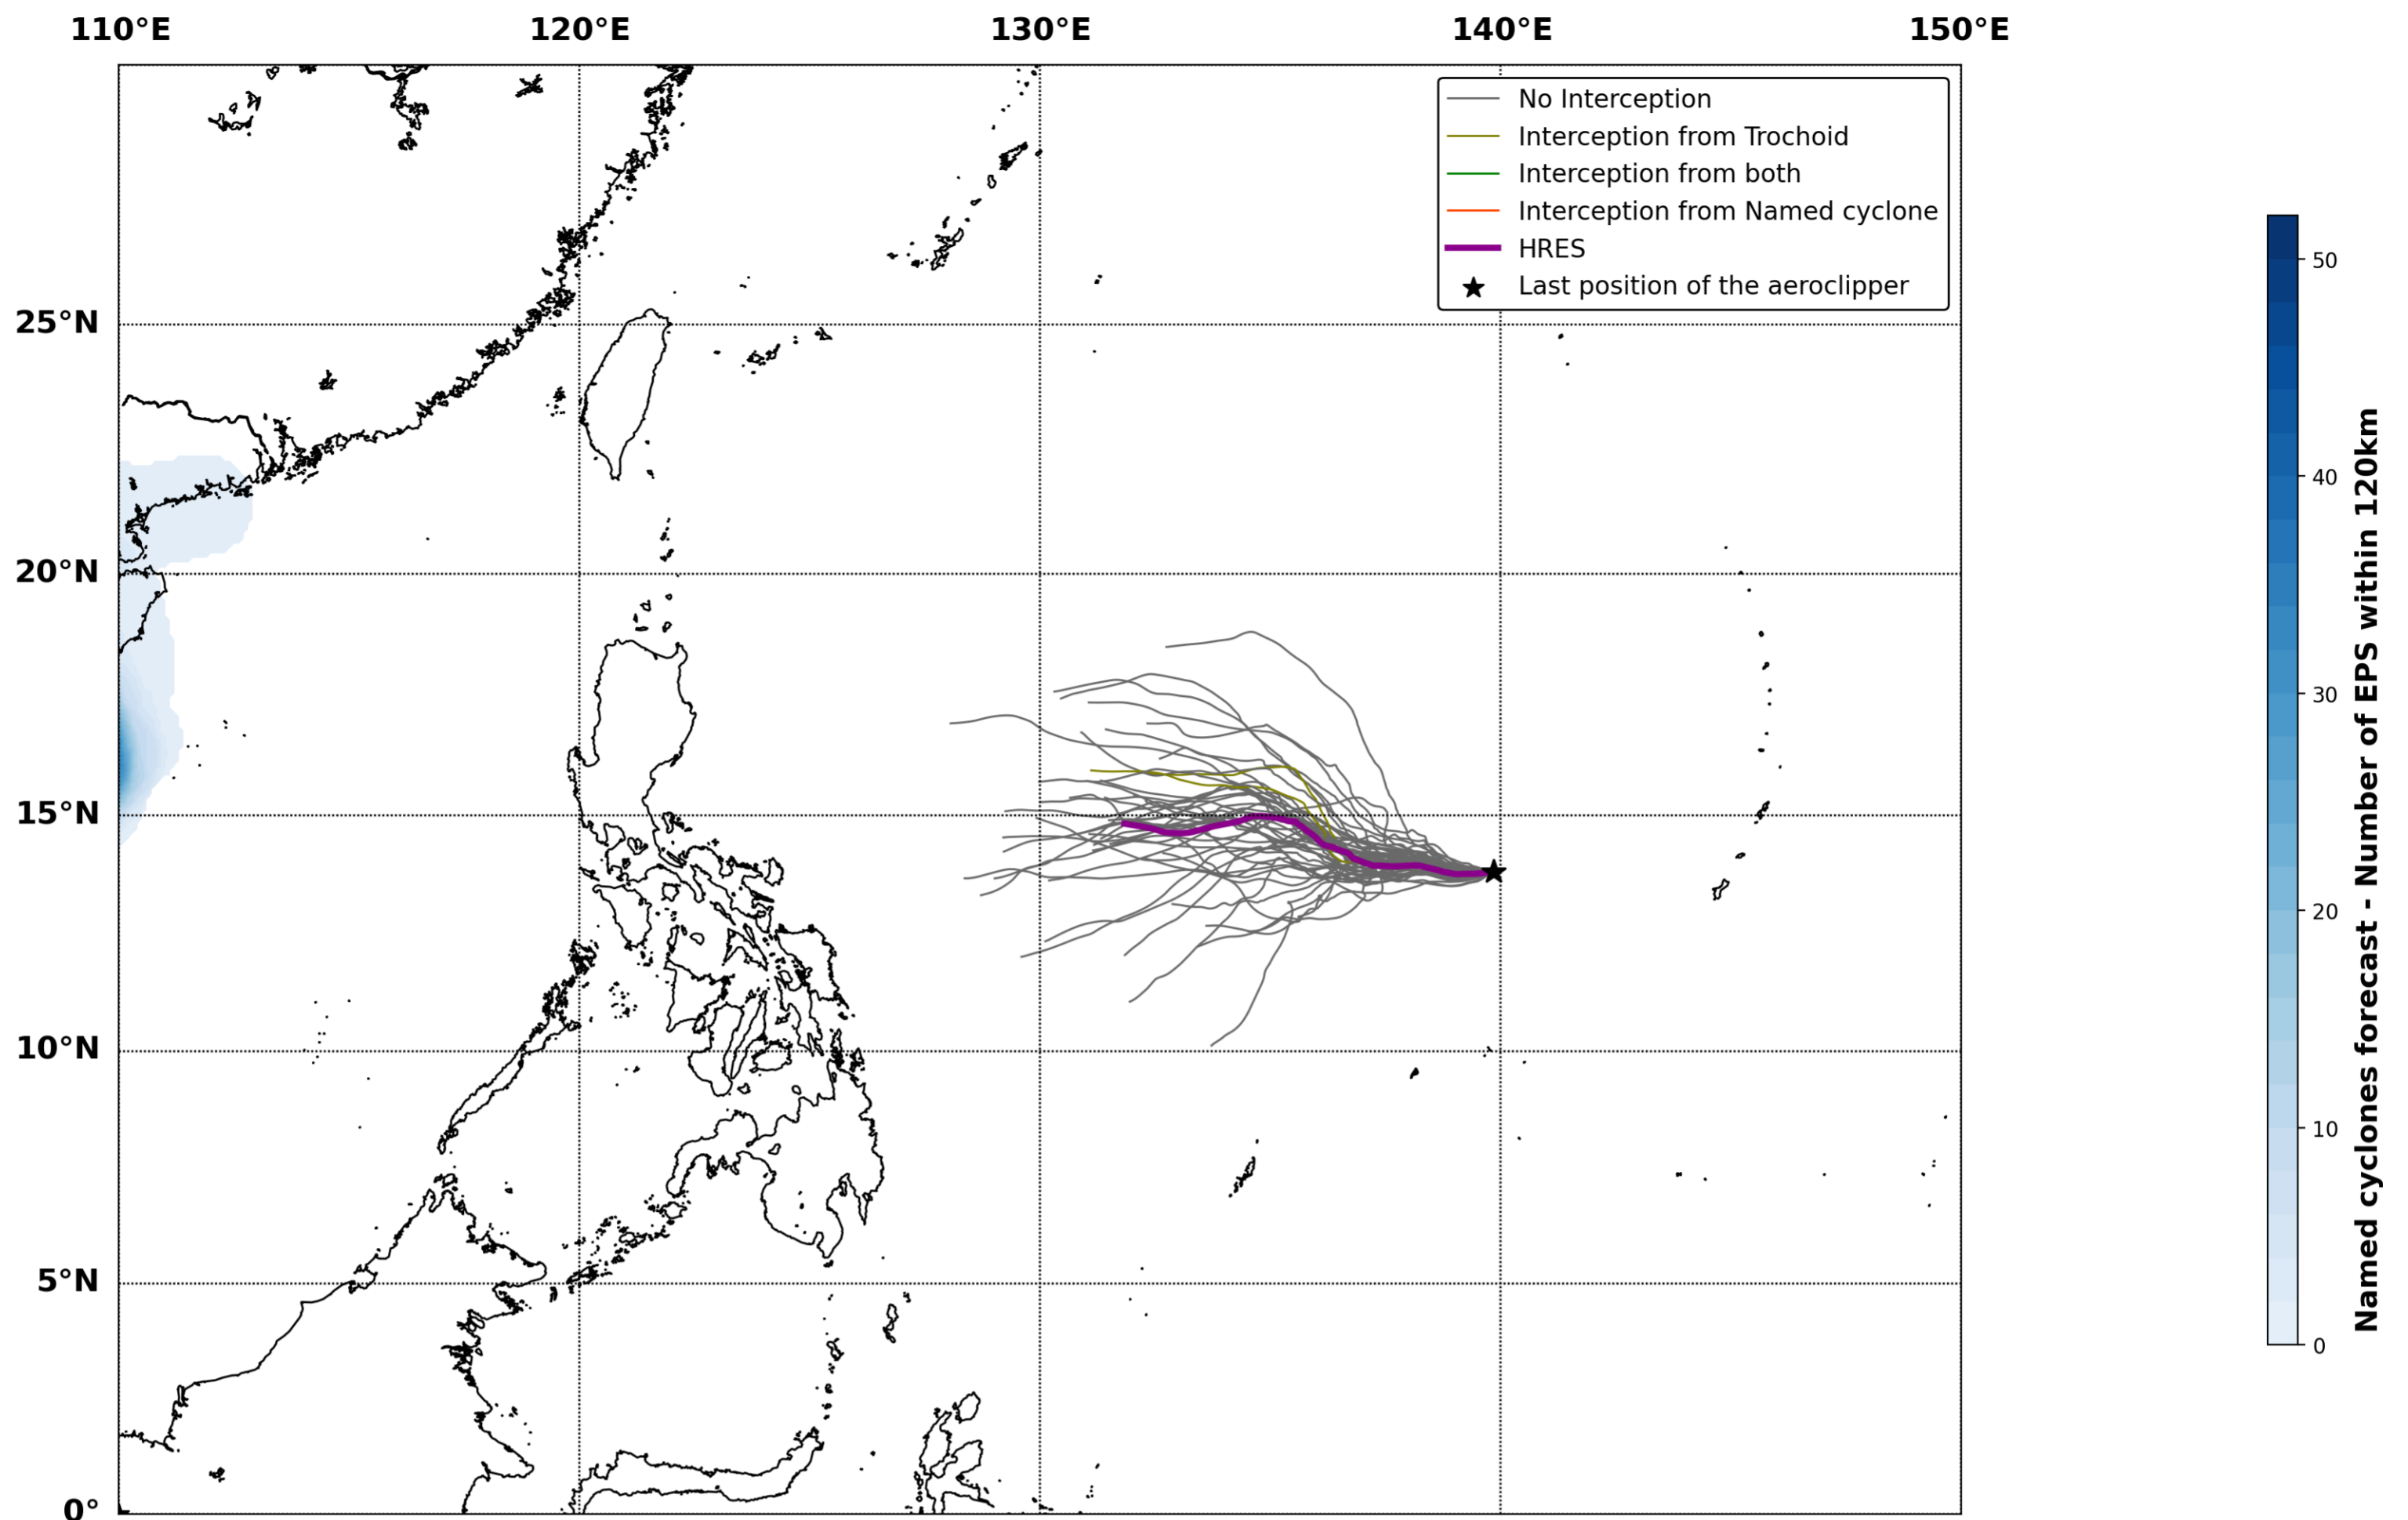 110°E 120°E 130°E 140°E 150°E
No Interception
Interception from Trochoid
Interception from both
Interception from Named cyclone
HRES
Last position of the aeroclipper
25°N
20°N
15°N
10°N
5°N
0°
50
40
30
20
10
0
Named cyclones forecast - Number of EPS within 120km